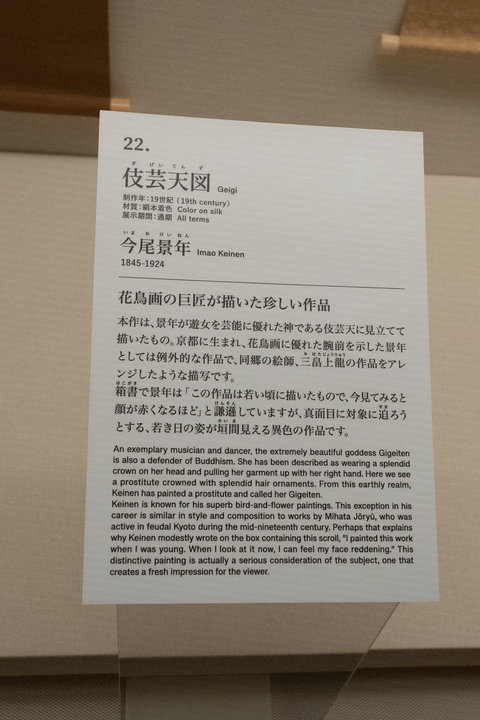 22.
ぎげいてんず
伎芸天図 Geigi
制作年：19世紀（19th century）
材質：絹本着色 Color on silk
展示期間：通期 All terms
いまおけいねん
今尾景年 Imao Keinen
1845-1924
花鳥画の巨匠が描いた珍しい作品
本作は、景年が遊女を芸能に優れた神である伎芸天に見立てて
描いたもの。京都に生まれ、花鳥画に優れた腕前を示した景年
としては例外的な作品で、同郷の絵師、三畠上龍の作品をアレ
ンジしたような描写です。
箱書で景年は「この作品は若い頃に描いたもので、今見てみると
顔が赤くなるほど」と謙遜していますが、真面目に対象に迫ろう
とする、若き日の姿が垣間見える異色の作品です。
An exemplary musician and dancer, the extremely beautiful goddess Gigeiten
is also a defender of Buddhism. She has been described as wearing a splendid
crown on her head and pulling her garment up with her right hand. Here we see
a prostitute crowned with splendid hair ornaments. From this earthly realm,
Keinen has painted a prostitute and called her Gigeiten.
Keinen is known for his superb bird-and-flower paintings. This exception in his
career is similar in style and composition to works by Mihata Jōryū, who was
active in feudal Kyoto during the mid-nineteenth century. Perhaps that explains
why Keinen modestly wrote on the box containing this scroll, "I painted this work
when I was young. When I look at it now, I can feel my face reddening." This
distinctive painting is actually a serious consideration of the subject, one that
creates a fresh impression for the viewer.